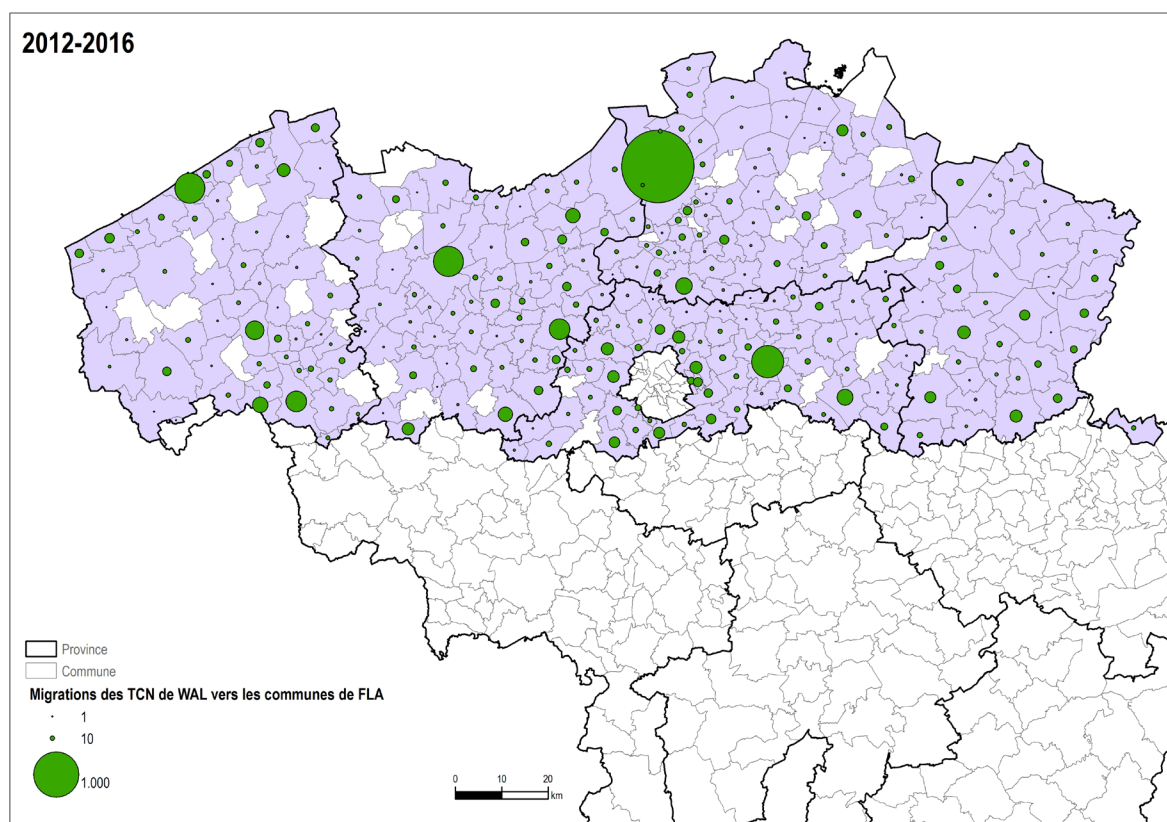 2012-2016
Province
Commune
Migrations des TCN de WAL vers les communes de FLA
1
10
1.000
0 10 20
km